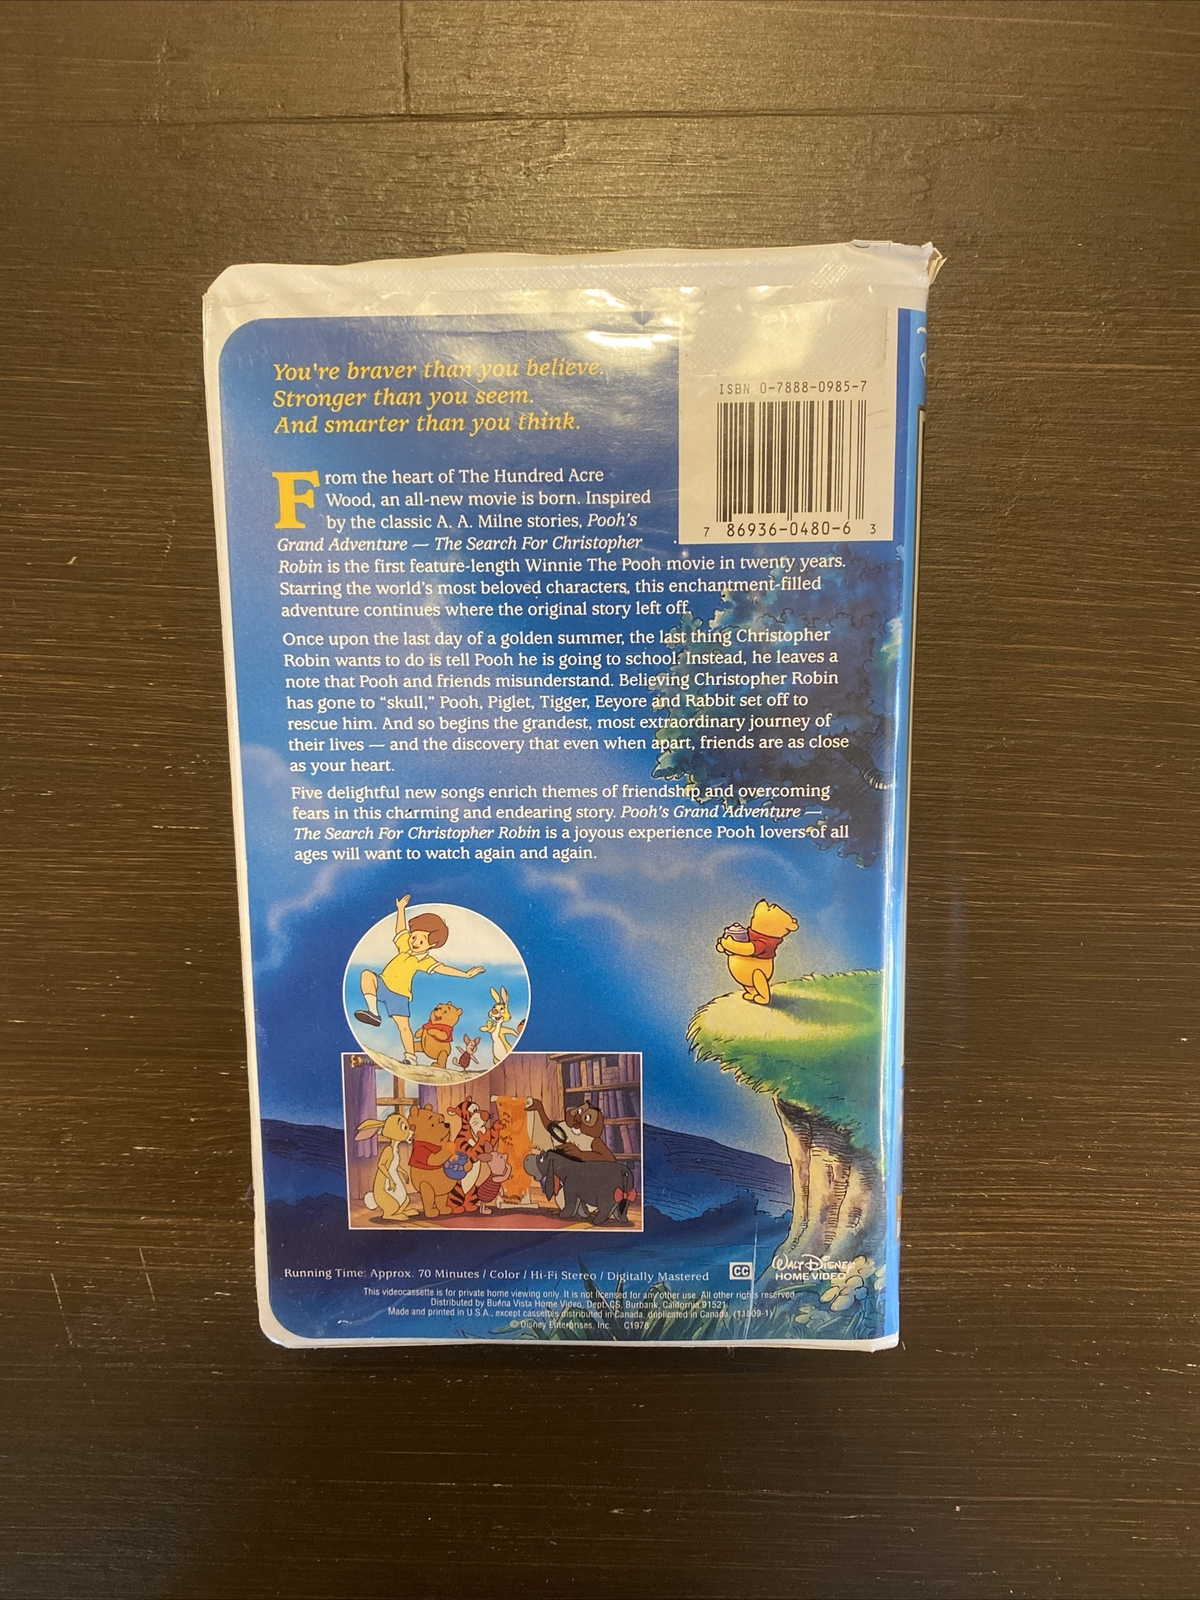 You're braver than you believe.
Stronger than you seem.
And smarter than you think.
ISBN 0-7888-0985-7
7 86936-0480-6 3
From the heart of The Hundred Acre
Wood, an all-new movie is born. Inspired
by the classic A. A. Milne stories, Pooh's
Grand Adventure — The Search For Christopher
Robin is the first feature-length Winnie The Pooh movie in twenty years.
Starring the world's most beloved characters, this enchantment-filled
adventure continues where the original story left off.
Once upon the last day of a golden summer, the last thing Christopher
Robin wants to do is tell Pooh he is going to school. Instead, he leaves a
note that Pooh and friends misunderstand. Believing Christopher Robin
has gone to “skull,” Pooh, Piglet, Tigger, Eeyore and Rabbit set off to
rescue him. And so begins the grandest, most extraordinary journey of
their lives — and the discovery that even when apart, friends are as close
as your heart.
Five delightful new songs enrich themes of friendship and overcoming
fears in this charming and endearing story. Pooh's Grand Adventure —
The Search For Christopher Robin is a joyous experience Pooh lovers of all
ages will want to watch again and again.
Running Time: Approx. 70 Minutes / Color / Hi-Fi Stereo / Digitally Mastered
CC
WALT DISNEY
HOME VIDEO
This videocassette is for private home viewing only. It is not licensed for any other use. All other rights reserved.
Distributed by Buena Vista Home Video, Dept. CS, Burbank, California 91521.
Made and printed in U.S.A., except cassettes distributed in Canada, duplicated in Canada. (11809-1)
© Disney Enterprises, Inc. C1978